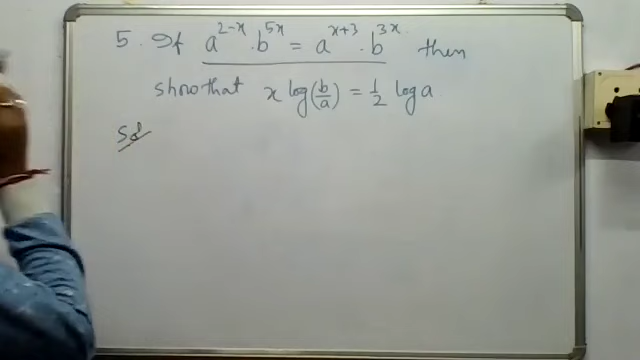 5. If a^{2-x} . b^{5x} = a^{x+3} . b^{3x} then
show that x log(b/a) = 1/2 log a
Sol